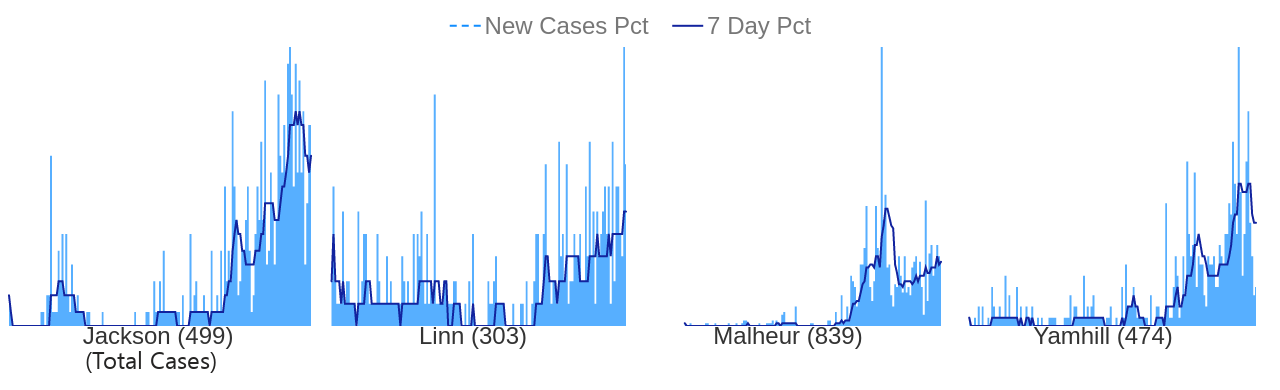 New Cases Pct 7 Day Pct
Jackson (499) Linn (303) Malheur (839) Yamhill (474)
(Total Cases)